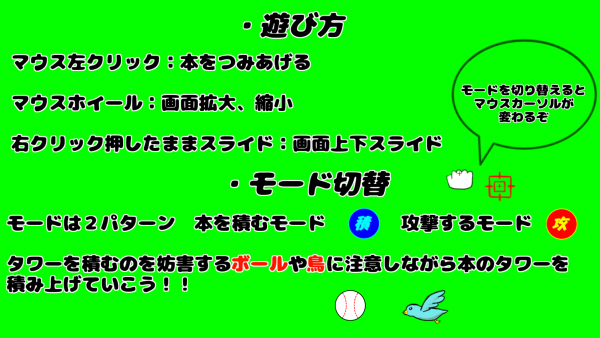 ・遊び方
マウス左クリック：本をつみあげる
モードを切り替えると
マウスカーソルが
変わるぞ
マウスホイール：画面拡大、縮小
右クリック押したままスライド：画面上下スライド
・モード切替
モードは２パターン　本を積むモード　積　攻撃するモード　攻
タワーを積むのを妨害するボールや鳥に注意しながら本のタワーを
積み上げていこう！！